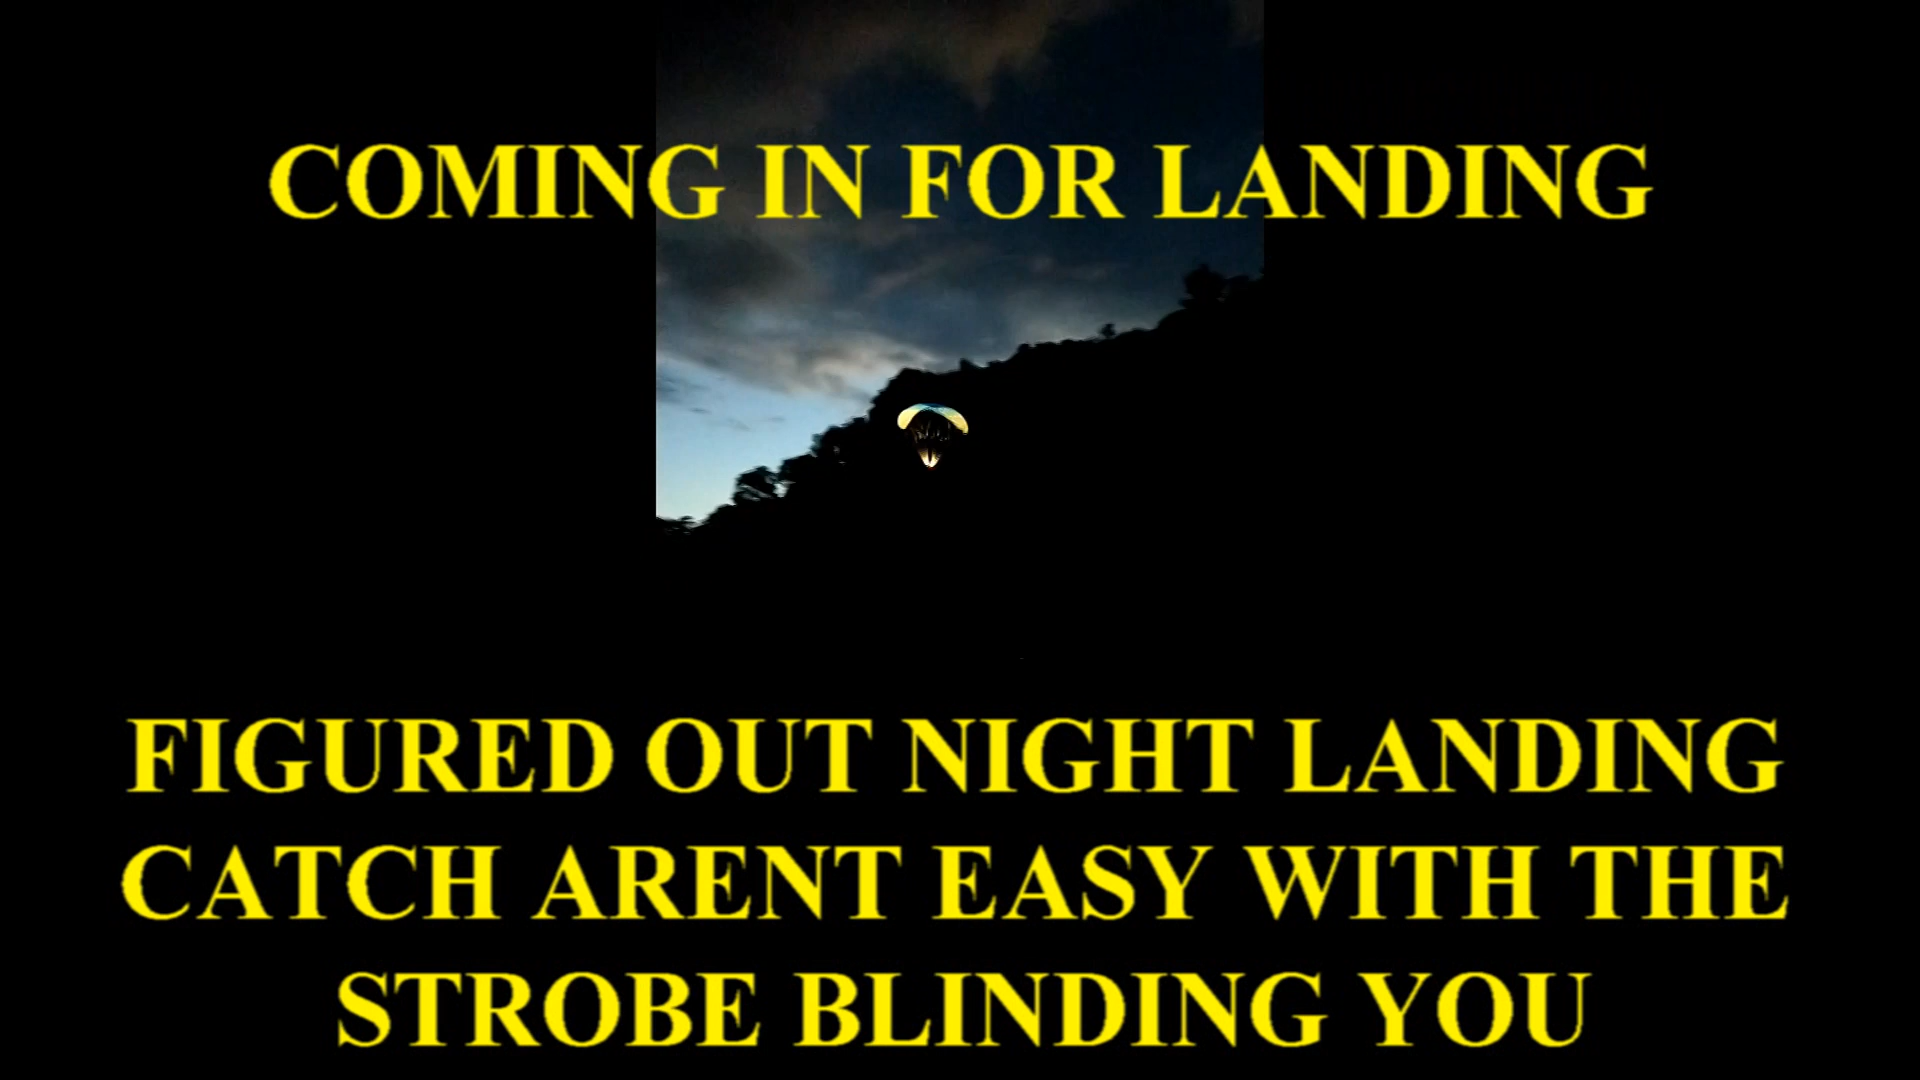 COMING IN FOR LANDING
FIGURED OUT NIGHT LANDING
CATCH ARENT EASY WITH THE
STROBE BLINDING YOU